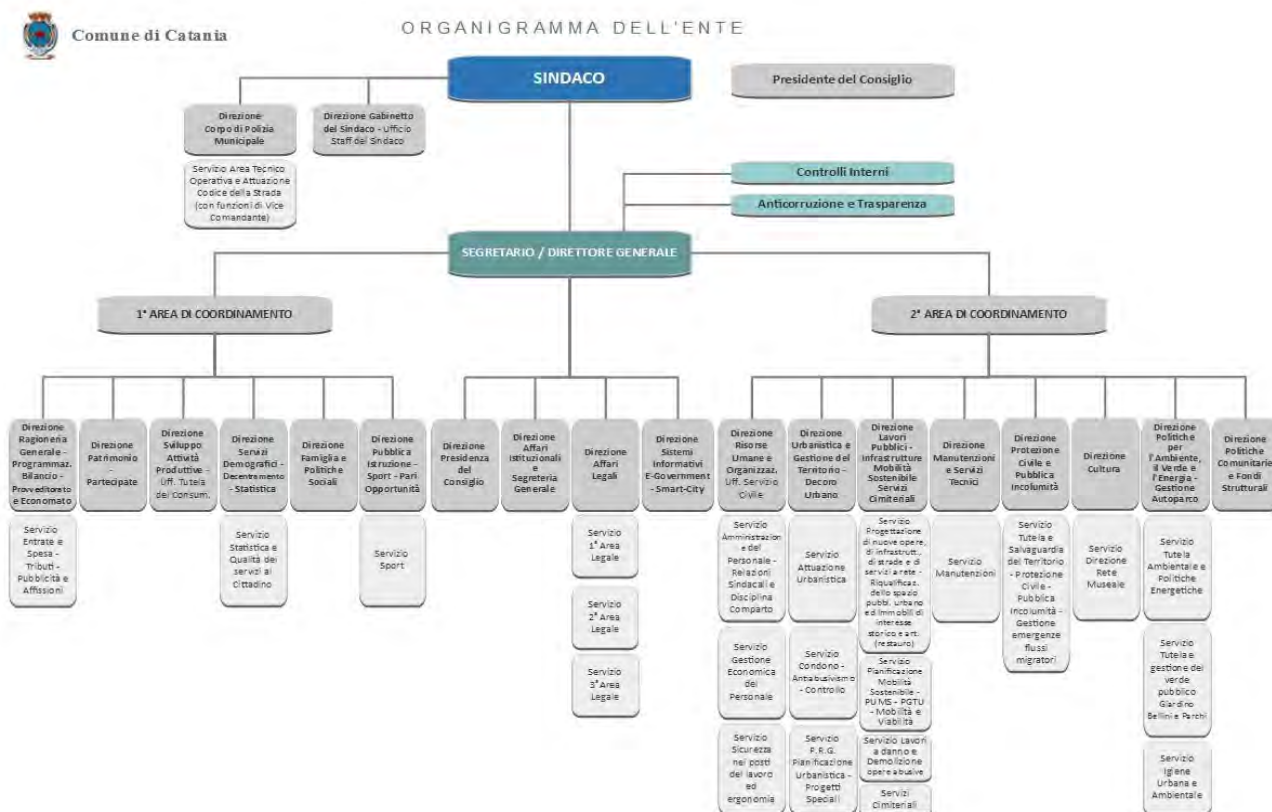 Comune di Catania
ORGANIGRAMMA DELL'ENTE
SINDACO
Presidente del Consiglio
Direzione
Corpo di Polizia
Municipale
Direzione Gabinetto
del Sindaco - Ufficio
Staff del Sindaco
Servizio Area Tecnico
Operativa e Attuazione
Codice della Strada
(con funzioni di Vice
Comandante)
Controlli Interni
Anticorruzione e Trasparenza
SEGRETARIO / DIRETTORE GENERALE
1° AREA DI COORDINAMENTO
2° AREA DI COORDINAMENTO
Direzione
Ragioneria
Generale -
Programmaz.
Bilancio -
Provveditorato
e Economato
Direzione
Patrimonio
-
Partecipate
Direzione
Sviluppo
Attività
Produttive -
Uff. Tutela
dei Consum.
Direzione
Servizi
Demografici -
Decentramento
- Statistica
Direzione
Famiglia e
Politiche
Sociali
Direzione
Pubblica
Istruzione -
Sport - Pari
Opportunità
Direzione
Presidenza
del
Consiglio
Direzione
Affari
Istituzionali
e
Segreteria
Generale
Direzione
Affari
Legali
Direzione
Sistemi
Informativi
E-Government
- Smart-City
Direzione
Risorse
Umane e
Organizzaz.
Uff. Servizio
Civile
Direzione
Urbanistica e
Gestione del
Territorio -
Decoro
Urbano
Direzione
Lavori
Pubblici -
Infrastrutture
Mobilità
Sostenibile
Servizi
Cimiteriali
Direzione
Manutenzioni
e Servizi
Tecnici
Direzione
Protezione
Civile e
Pubblica
Incolumità
Direzione
Cultura
Direzione
Politiche
per
l'Ambiente,
il Verde e
l'Energia -
Gestione
Autoparco
Direzione
Politiche
Comunitarie
e Fondi
Strutturali
Servizio
Entrate e
Spesa -
Tributi -
Pubblicità e
Affissioni
Servizio
Statistica e
Qualità dei
servizi al
Cittadino
Servizio
Sport
Servizio
1° Area
Legale
Servizio
2° Area
Legale
Servizio
3° Area
Legale
Servizio
Amministrazion
e del
Personale -
Relazioni
Sindacali e
Disciplina
Comparto
Servizio
Gestione
Economica
del
Personale
Servizio
Sicurezza
nei posti
del lavoro
ed
ergonomia
Servizio
Attuazione
Urbanistica
Servizio
Condono -
Antiabusivismo
- Controllo
Servizio
P.R.G.
Pianificazione
Urbanistica -
Progetti
Speciali
Servizio
Progettazione
di nuove opere,
di infrastrutt.,
di strade e di
servizi a rete -
Riqualificaz.
dello spazio
pubbl. urbano
ed immobili di
interesse
storico e art.
(restauro)
Servizio
Pianificazione
Mobilità
Sostenibile -
PUMS - PGTU
- Mobilità e
Viabilità
Servizio Lavori
a danno e
Demolizione
opere abusive
Servizi
Cimiteriali
Servizio
Manutenzioni
Servizio
Tutela e
Salvaguardia
del Territorio
- Protezione
Civile -
Pubblica
Incolumità -
Gestione
emergenze
flussi
migratori
Servizio
Direzione
Rete
Museale
Servizio
Tutela
Ambientale e
Politiche
Energetiche
Servizio
Tutela e
gestione del
verde
pubblico
Giardino
Bellini e Parchi
Servizio
Igiene
Urbana e
Ambientale